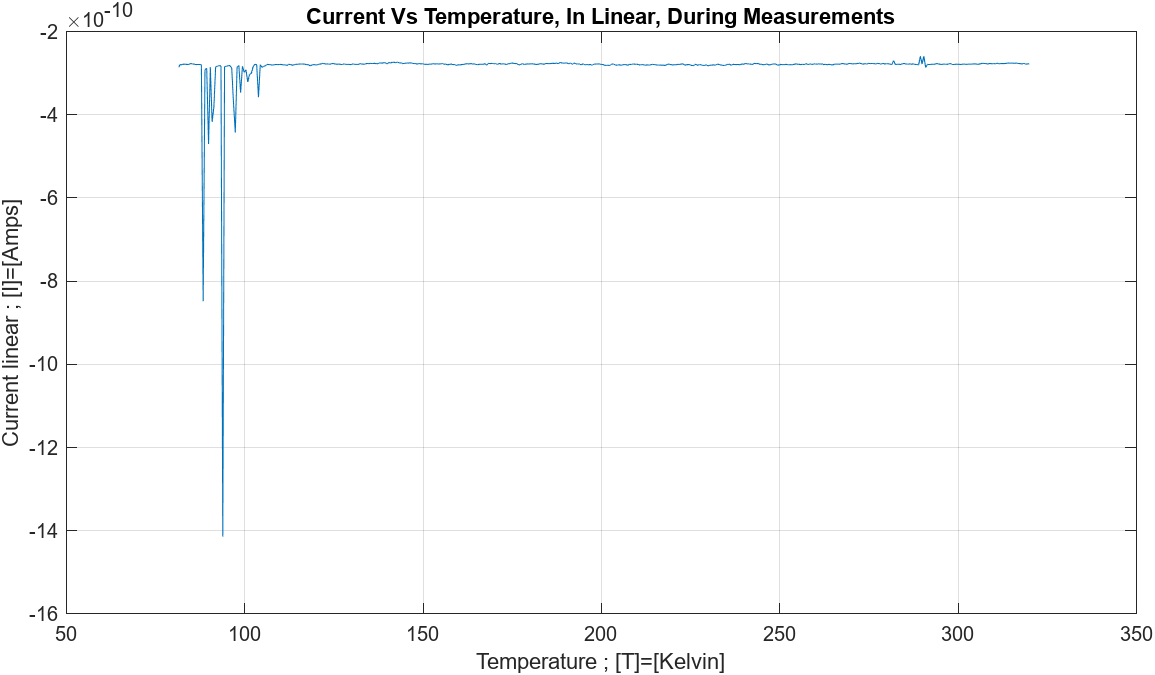 Current Vs Temperature, In Linear, During Measurements
×10-10
-2
-4
-6
-8
-10
-12
-14
-16
Current linear ; [I]=[Amps]
50 100 150 200 250 300 350
Temperature ; [T]=[Kelvin]